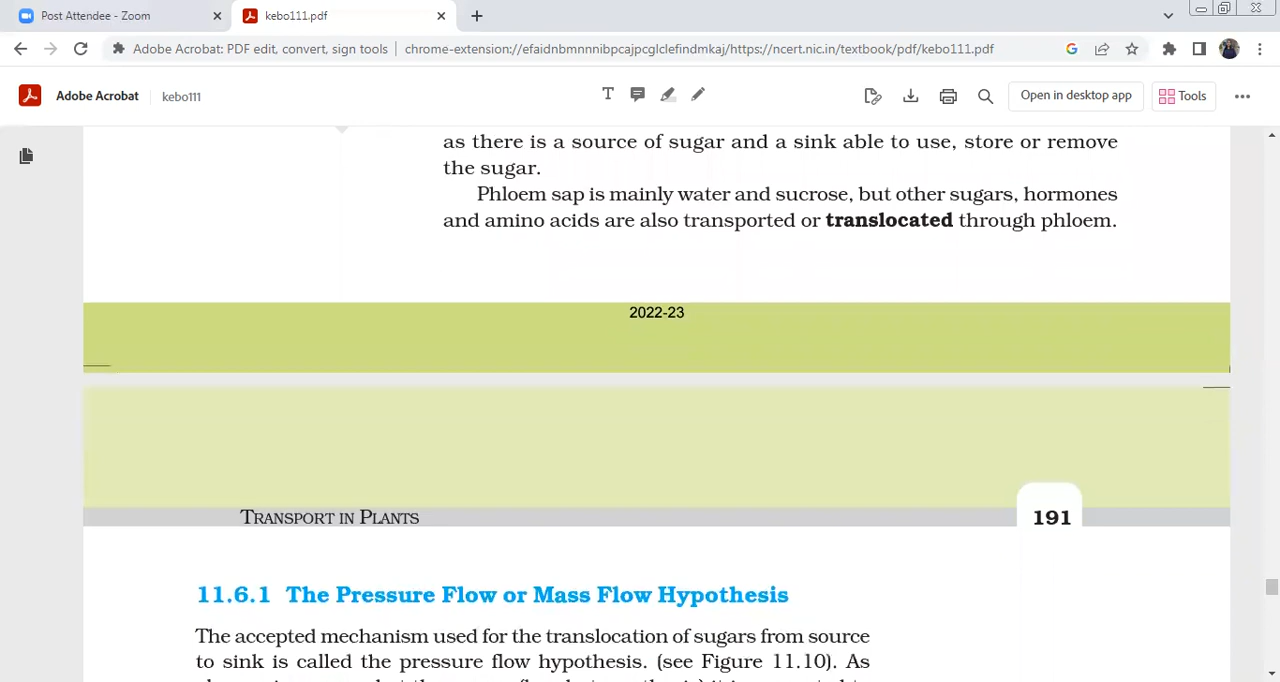 Post Attendee - Zoom
kebo111.pdf
Adobe Acrobat: PDF edit, convert, sign tools | chrome-extension://efaidnbmnnnibpcajpcglclefindmkaj/https://ncert.nic.in/textbook/pdf/kebo111.pdf
Adobe Acrobat
kebo111
Open in desktop app
Tools
as there is a source of sugar and a sink able to use, store or remove
the sugar.
Phloem sap is mainly water and sucrose, but other sugars, hormones
and amino acids are also transported or translocated through phloem.
2022-23
TRANSPORT IN PLANTS
191
11.6.1 The Pressure Flow or Mass Flow Hypothesis
The accepted mechanism used for the translocation of sugars from source
to sink is called the pressure flow hypothesis. (see Figure 11.10). As